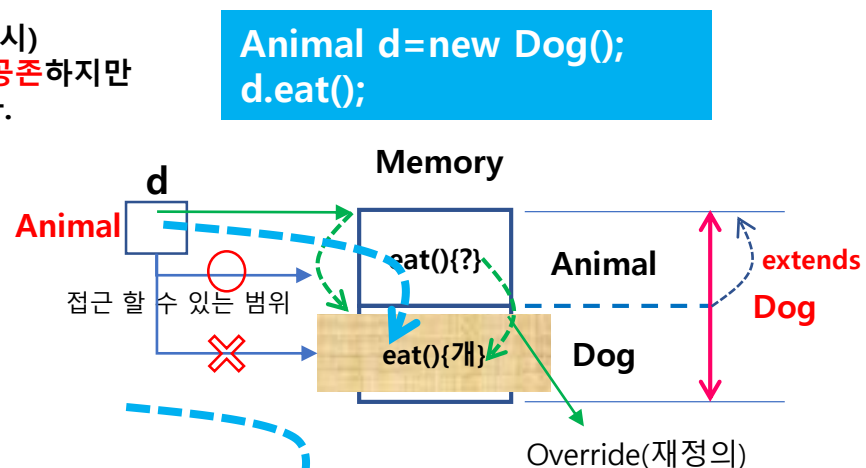 시)
공존하지만
Animal d=new Dog();
d.eat();
Memory
d
Animal
eat(){?}
Animal
extends
Dog
접근 할 수 있는 범위
eat(){개}
Dog
Override(재정의)